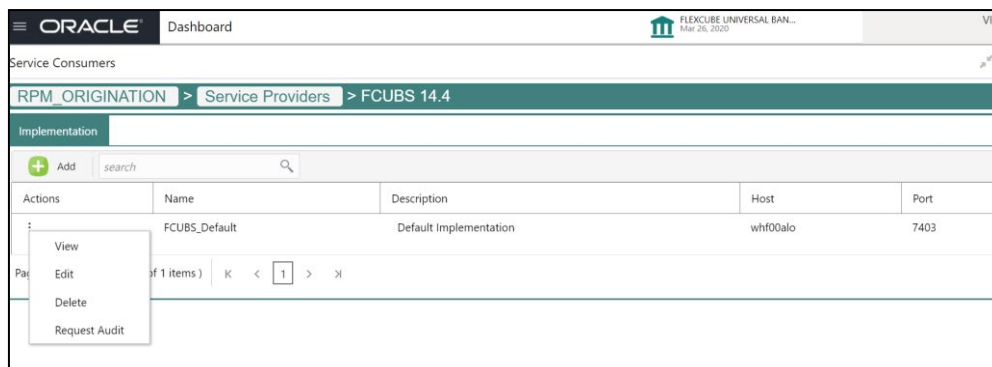 ORACLE® Dashboard FLEXCUBE UNIVERSAL BAN...
Mar 26, 2020
Service Consumers
RPM_ORIGINATION > Service Providers > FCUBS 14.4
Implementation
Add search
Actions Name Description Host Port
FCUBS_Default Default Implementation whf00alo 7403
View
Edit
of 1 items ) K < 1 > >|
Delete
Request Audit